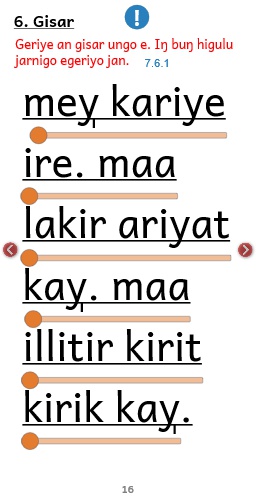 6. Gisar
!
Geriye an gisar ungo e. Iŋ buŋ higulu
jarnigo egeriyo jan. 7.6.1
mey̩ kariye
ire. maa
lakir ariyat
kay̩. maa
illitir kirit
kirik kay̩.
16